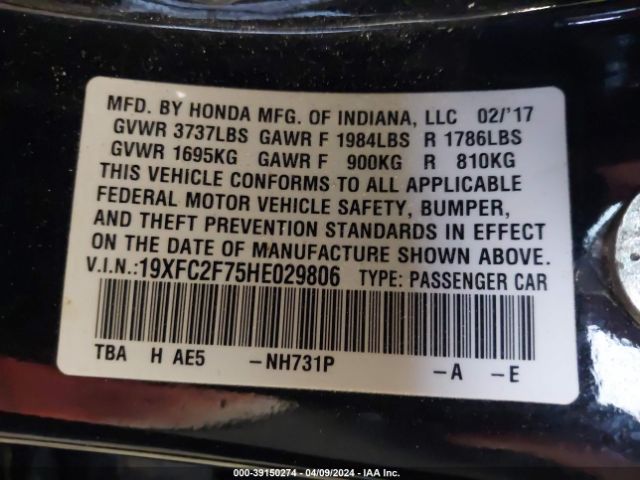 MFD. BY HONDA MFG. OF INDIANA, LLC 02/'17
GVWR 3737LBS GAWR F 1984LBS R 1786LBS
GVWR 1695KG GAWR F 900KG R 810KG
THIS VEHICLE CONFORMS TO ALL APPLICABLE
FEDERAL MOTOR VEHICLE SAFETY, BUMPER,
AND THEFT PREVENTION STANDARDS IN EFFECT
ON THE DATE OF MANUFACTURE SHOWN ABOVE.
V.I.N.:19XFC2F75HE029806 TYPE: PASSENGER CAR
TBA H AE5 –NH731P –A –E
000-39150274 - 04/09/2024 - IAA Inc.